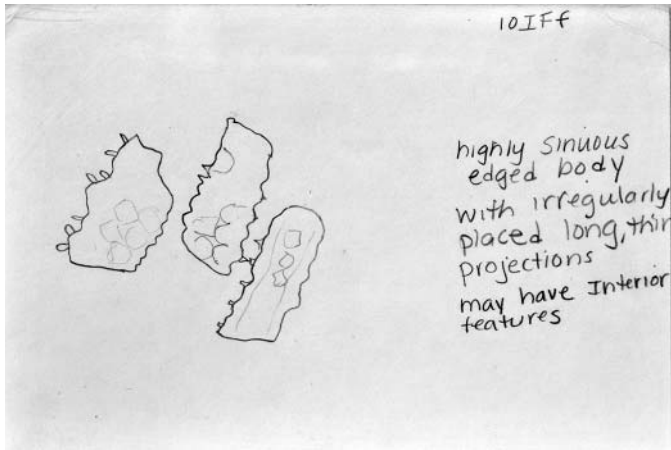 10IFf
highly sinuous
edged body
with irregularly
placed long, thin
projections
may have Interior
features